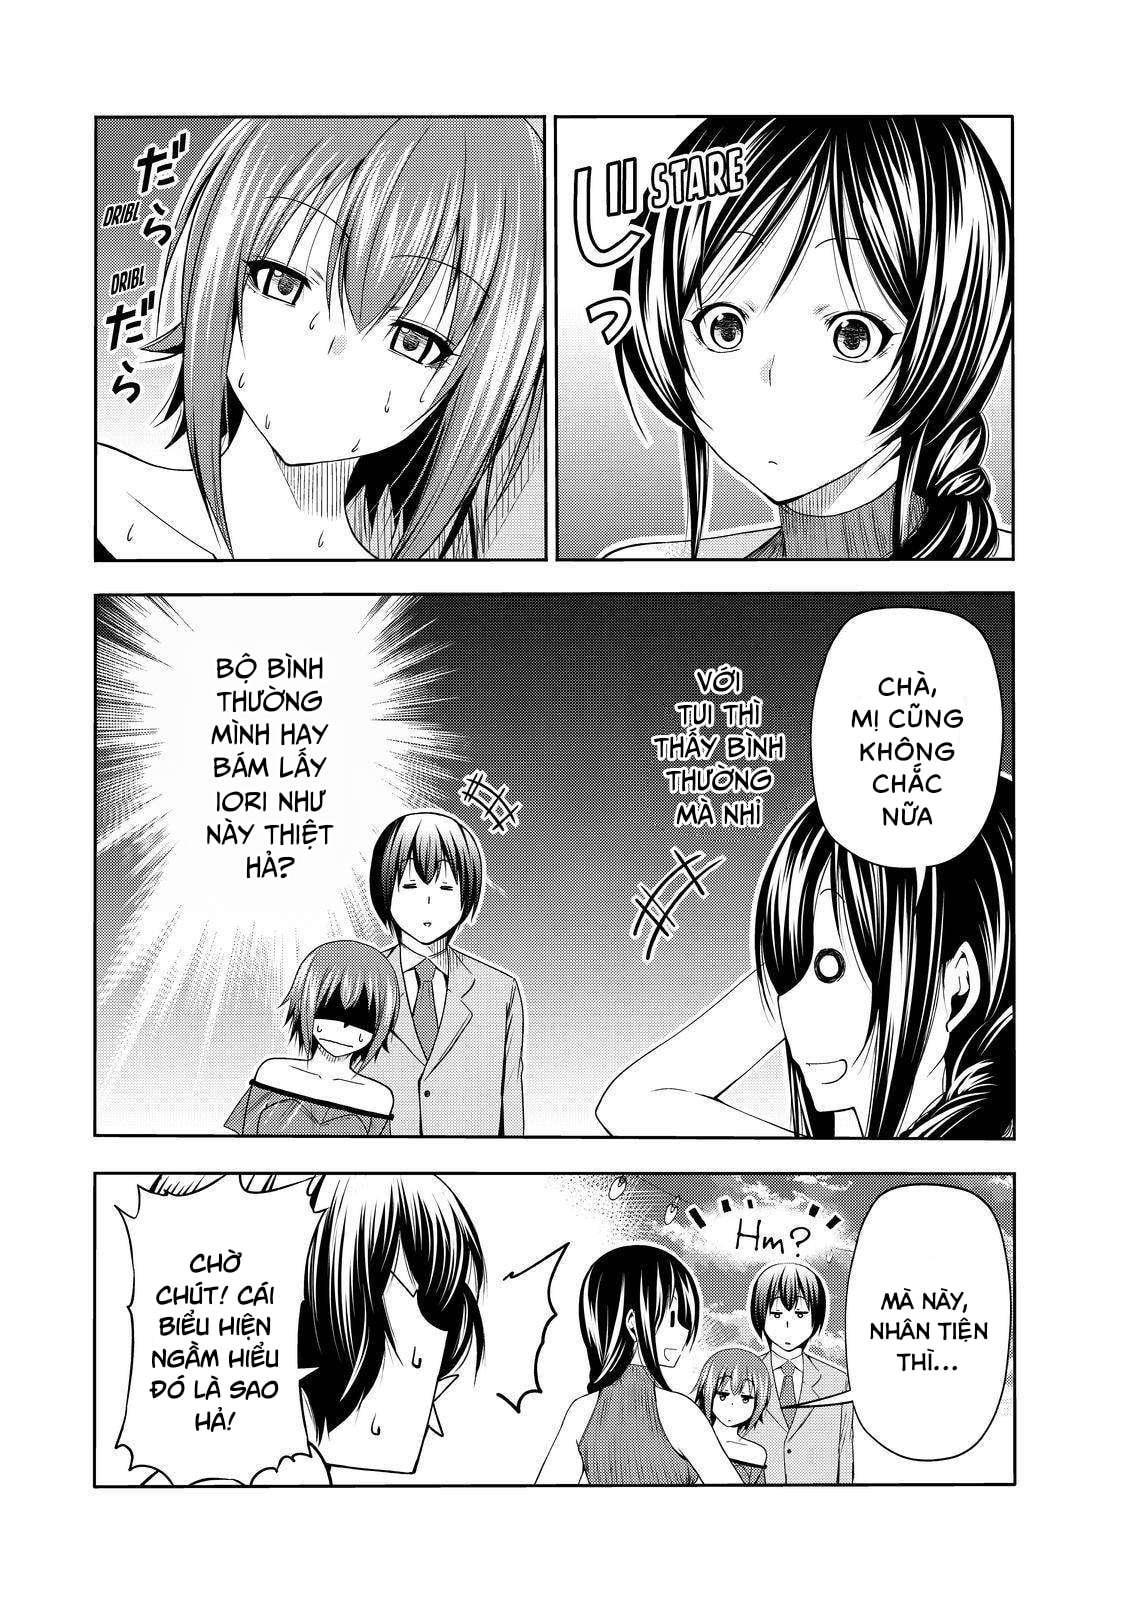 じーっ
STARE
だら
DRIBL
だら
DRIBL
CHÀ,
MỊ CŨNG
KHÔNG
CHẮC
NỮA
VỚI
TUI THÌ
THẤY BÌNH
THƯỜNG
MÀ NHỈ
BỘ BÌNH
THƯỜNG
MÌNH HAY
BÁM LẤY
IORI NHƯ
NÀY THIỆT
HẢ?
Hm?
MÀ NÀY,
NHÂN TIỆN
THÌ...
CHỜ
CHÚT! CÁI
BIỂU HIỆN
NGẦM HIỂU
ĐÓ LÀ SAO
HẢ!